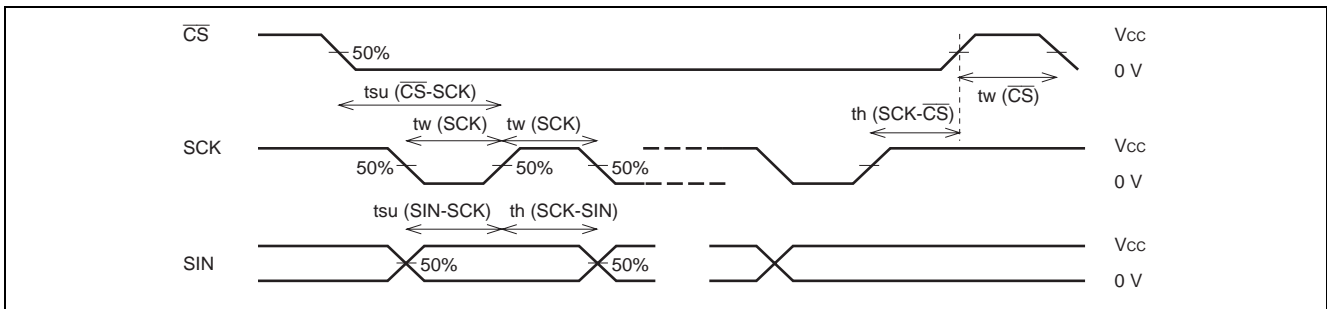 CS
50%
Vcc
0 V
tsu (CS-SCK)
tw (CS)
th (SCK-CS)
tw (SCK)
tw (SCK)
SCK
50%
50%
50%
Vcc
0 V
tsu (SIN-SCK)
th (SCK-SIN)
SIN
50%
50%
Vcc
0 V